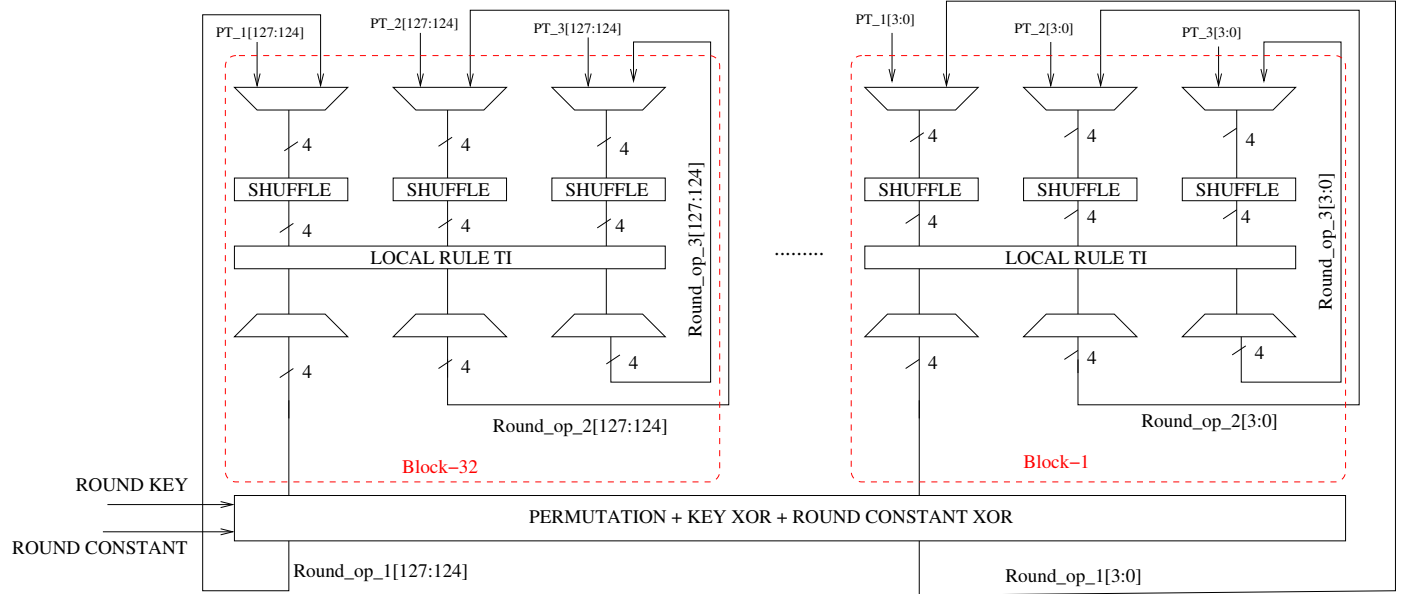 PT_1[127:124]
PT_2[127:124]
PT_3[127:124]
4
4
4
SHUFFLE
SHUFFLE
SHUFFLE
4
4
4
LOCAL RULE TI
4
4
4
Round_op_3[127:124]
Round_op_2[127:124]
Block−32
.........
PT_1[3:0]
PT_2[3:0]
PT_3[3:0]
4
4
4
SHUFFLE
SHUFFLE
SHUFFLE
4
4
4
LOCAL RULE TI
4
4
4
Round_op_3[3:0]
Round_op_2[3:0]
Block−1
ROUND KEY
PERMUTATION + KEY XOR + ROUND CONSTANT XOR
ROUND CONSTANT
Round_op_1[127:124]
Round_op_1[3:0]